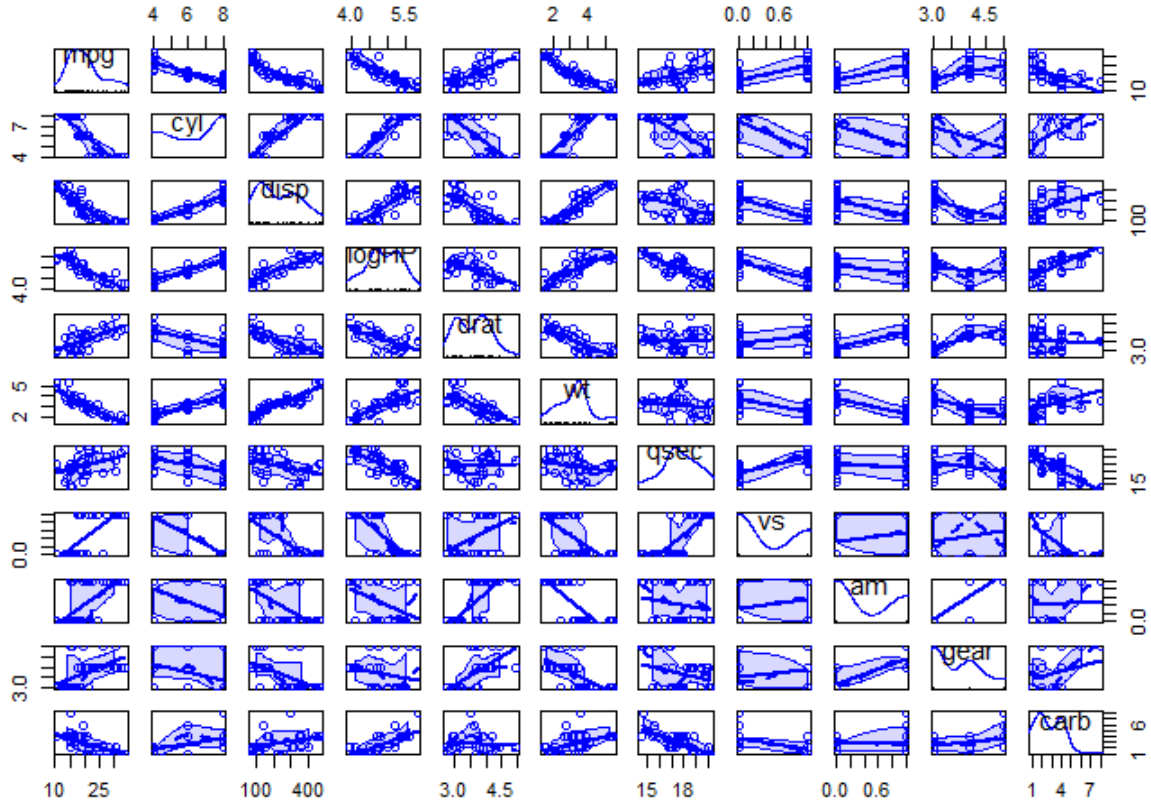 4 6 8 4.0 5.5 2 4 0.0 0.6 3.0 4.5
mpg 10
7 4 cyl
disp 100
4.0 logHP
drat 3.0
5 2 wt
qsec 15
0.0 vs
am 0.0
3.0 gear
carb 6 1
10 25 100 400 3.0 4.5 15 18 0.0 0.6 1 4 7